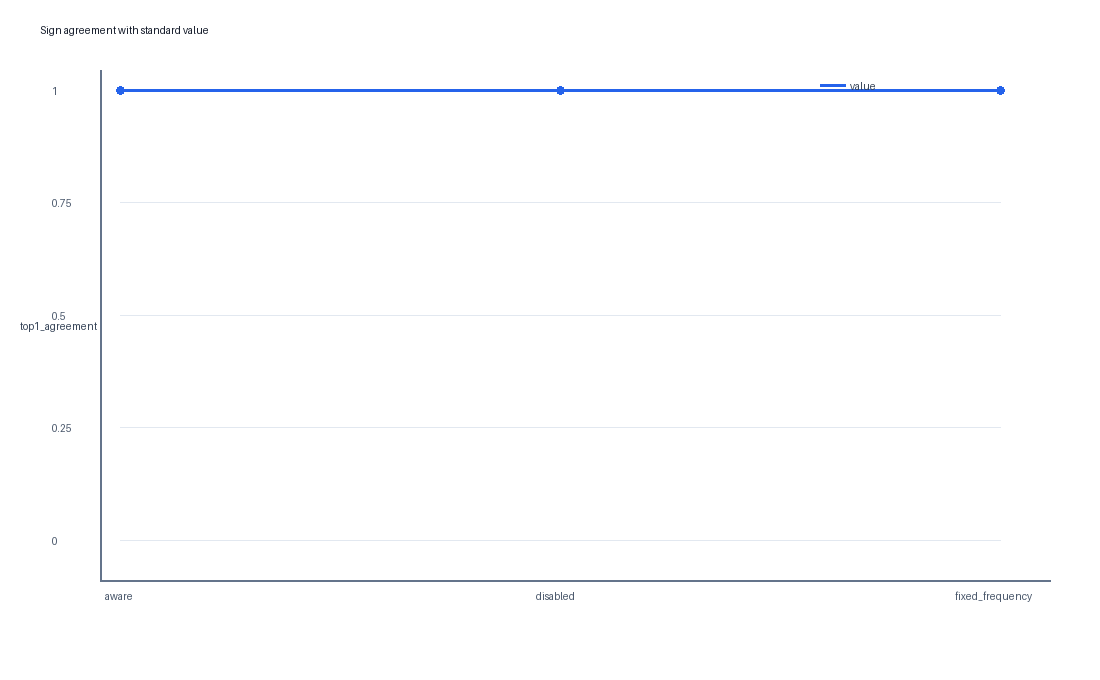 Sign agreement with standard value
1
value
0.75
0.5
top1_agreement
0.25
0
aware disabled fixed_frequency